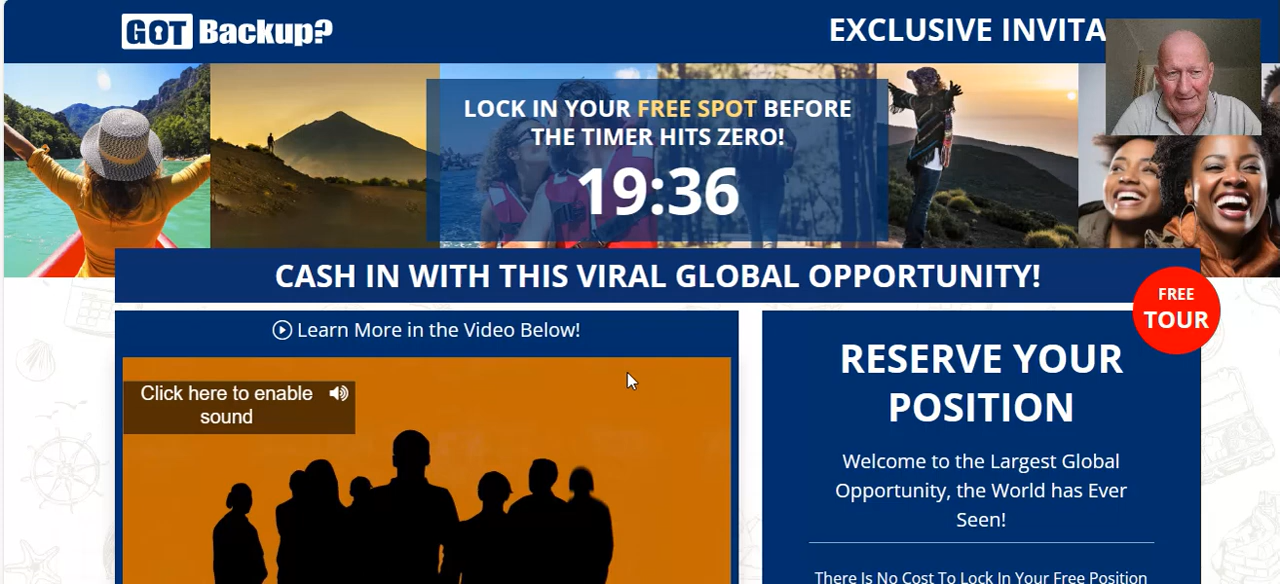 GOT Backup?
EXCLUSIVE INVITA
LOCK IN YOUR FREE SPOT BEFORE
THE TIMER HITS ZERO!
19:36
CASH IN WITH THIS VIRAL GLOBAL OPPORTUNITY!
FREE
TOUR
Learn More in the Video Below!
Click here to enable
sound
RESERVE YOUR
POSITION
Welcome to the Largest Global
Opportunity, the World has Ever
Seen!
There Is No Cost To Lock In Your Free Position